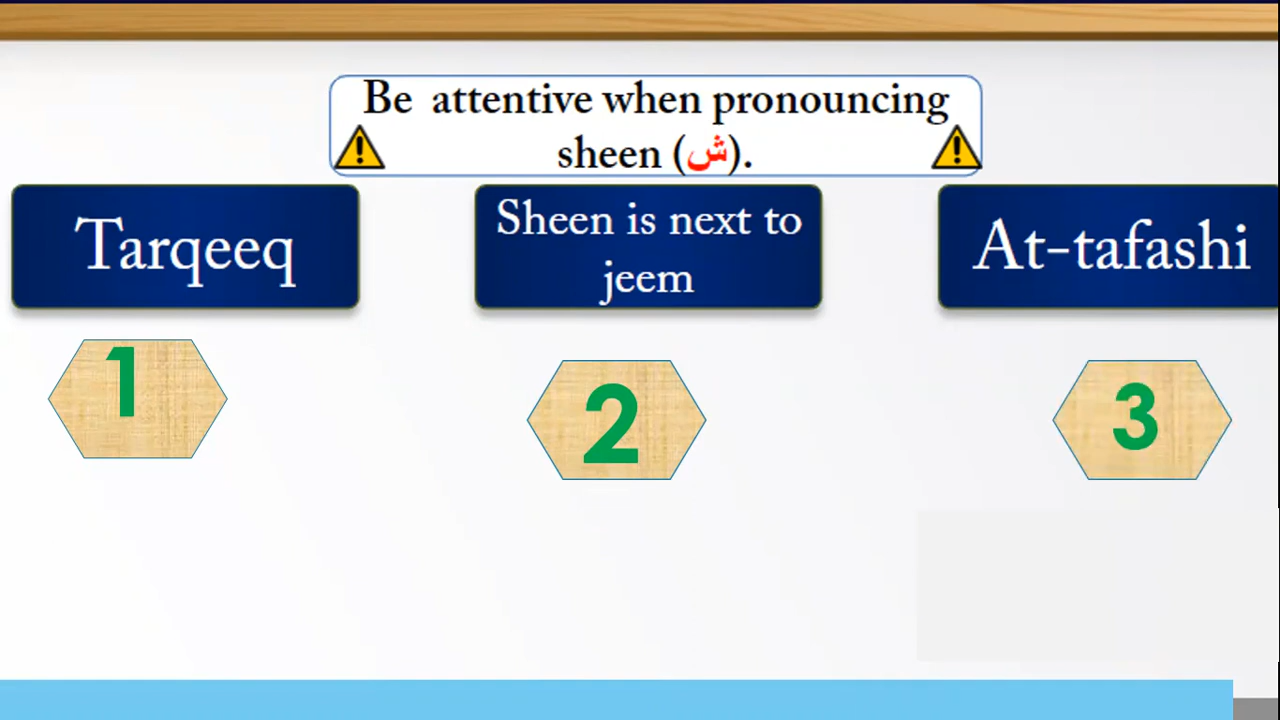 Be attentive when pronouncing
sheen (ش).
Tarqeeq
Sheen is next to
jeem
At-tafashi
1
2
3